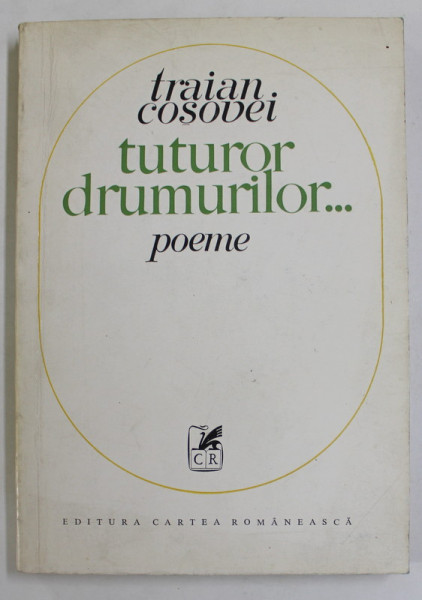 traian
cosovei
tuturor
drumurilor...
poeme
CR
EDITURA CARTEA ROMÂNEASCĂ